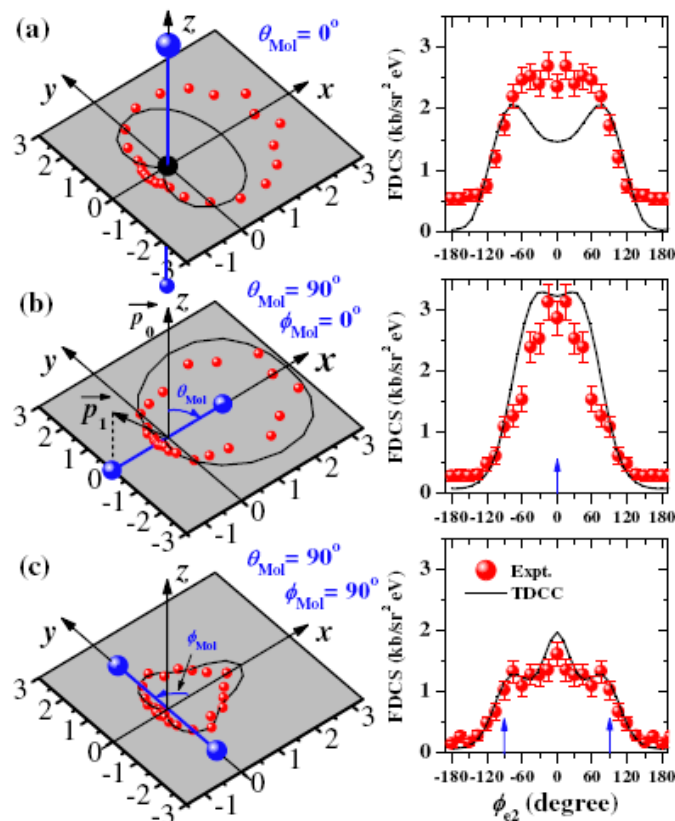 (a)
θMol= 0°
z
y
x
3
2
1
0
-1
-2
-3
-1
0
1
2
3
FDCS (kb/sr² eV)
3
2
1
0
-180 -120 -60 0 60 120 180
(b)
θMol= 90°
ϕMol= 0°
p0
z
y
x
θMol
p1
3
2
1
0
-1
-2
-3
-1
0
1
2
3
FDCS (kb/sr² eV)
3
2
1
0
-180 -120 -60 0 60 120 180
(c)
θMol= 90°
ϕMol= 90°
z
y
x
ϕMol
3
2
1
0
-1
-2
-3
-1
0
1
2
3
FDCS (kb/sr² eV)
3
2
1
0
Expt.
TDCC
-180 -120 -60 0 60 120 180
ϕe2 (degree)